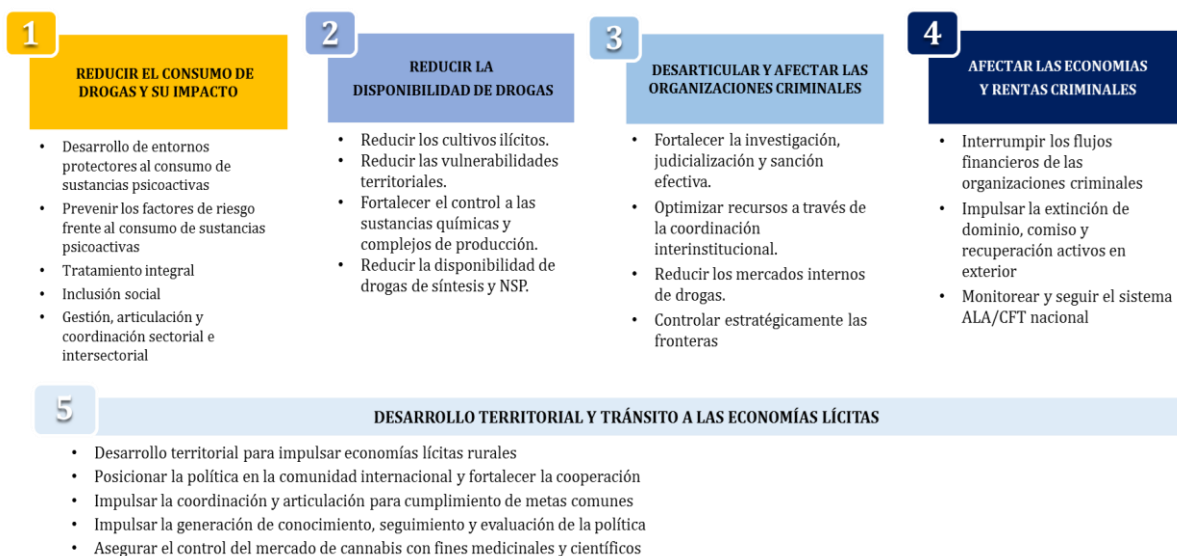 1
REDUCIR EL CONSUMO DE
DROGAS Y SU IMPACTO
• Desarrollo de entornos
protectores al consumo de
sustancias psicoactivas
• Prevenir los factores de riesgo
frente al consumo de sustancias
psicoactivas
• Tratamiento integral
• Inclusión social
• Gestión, articulación y
coordinación sectorial e
intersectorial
2
REDUCIR LA
DISPONIBILIDAD DE DROGAS
• Reducir los cultivos ilícitos.
• Reducir las vulnerabilidades
territoriales.
• Fortalecer el control a las
sustancias químicas y
complejos de producción.
• Reducir la disponibilidad de
drogas de síntesis y NSP.
3
DESARTICULAR Y AFECTAR LAS
ORGANIZACIONES CRIMINALES
• Fortalecer la investigación,
judicialización y sanción
efectiva.
• Optimizar recursos a través de
la coordinación
interinstitucional.
• Reducir los mercados internos
de drogas.
• Controlar estratégicamente las
fronteras
4
AFECTAR LAS ECONOMIAS
Y RENTAS CRIMINALES
• Interrumpir los flujos
financieros de las
organizaciones criminales
• Impulsar la extinción de
dominio, comiso y
recuperación activos en
exterior
• Monitorear y seguir el sistema
ALA/CFT nacional
5
DESARROLLO TERRITORIAL Y TRÁNSITO A LAS ECONOMÍAS LÍCITAS
• Desarrollo territorial para impulsar economías lícitas rurales
• Posicionar la política en la comunidad internacional y fortalecer la cooperación
• Impulsar la coordinación y articulación para cumplimiento de metas comunes
• Impulsar la generación de conocimiento, seguimiento y evaluación de la política
• Asegurar el control del mercado de cannabis con fines medicinales y científicos